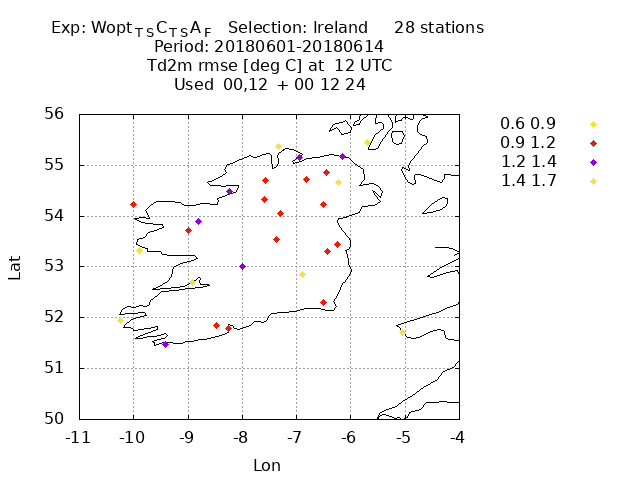 Exp: Wopt TS C TS A F   Selection: Ireland   28 stations
Period: 20180601-20180614
Td2m rmse [deg C] at 12 UTC
Used 00,12 + 00 12 24
0.6 0.9
0.9 1.2
1.2 1.4
1.4 1.7
56
55
54
53
52
51
50
Lat
-11 -10 -9 -8 -7 -6 -5 -4
Lon